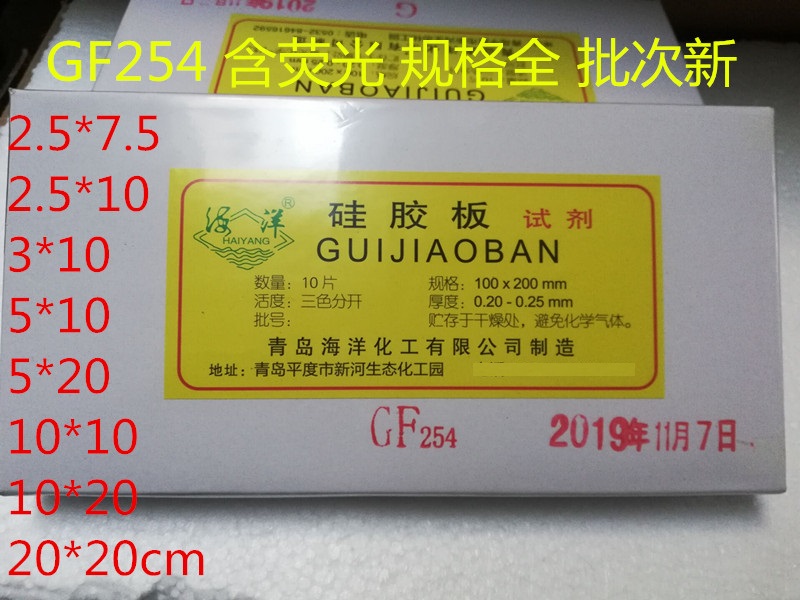 GF254 含荧光 规格全 批次新
GF
GUIJIAOBAN
2.5*7.5
2.5*10
3*10
5*10
5*20
10*10
10*20
20*20cm
海洋®
HAIYANG
硅胶板 试剂
GUIJIAOBAN
数量: 10 片 规格: 100 x 200 mm
活度: 三色分开 厚度: 0.20 - 0.25 mm
批号: 贮存于干燥处, 避免化学气体。
青岛海洋化工有限公司制造
地址: 青岛平度市新河生态化工园
GF254 2019年11月7日